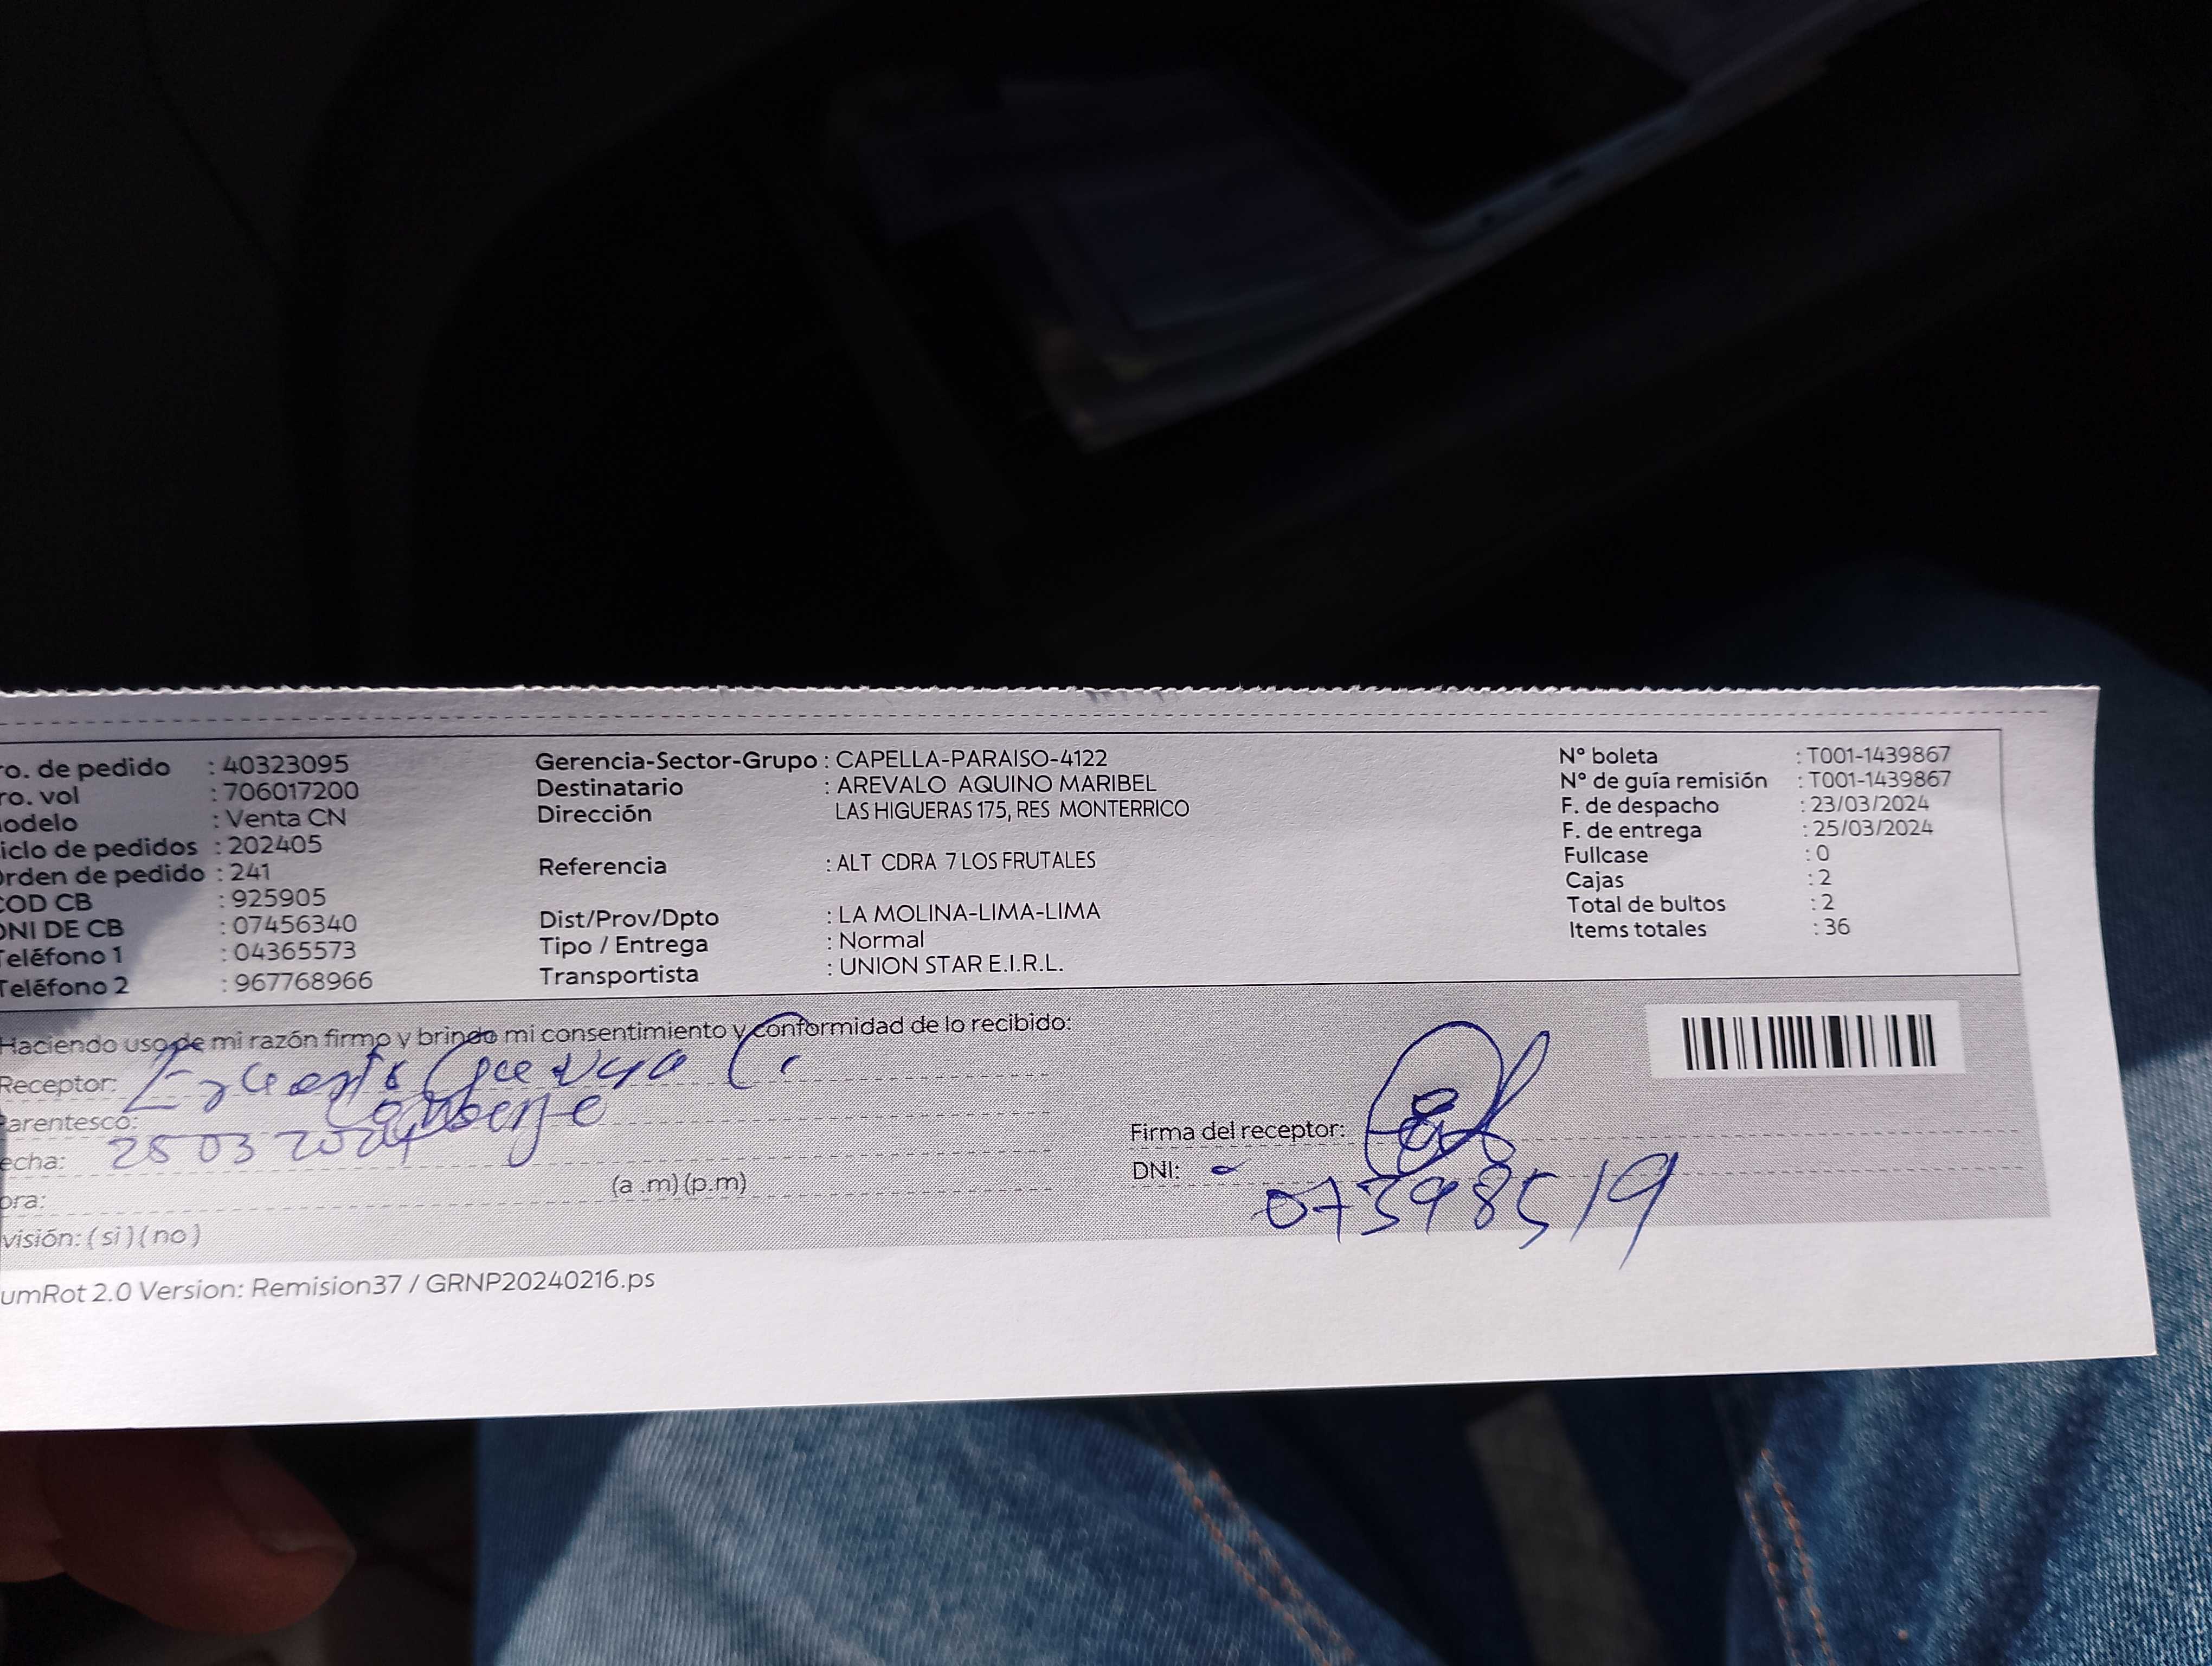 ro. de pedido : 40323095
ro. vol : 706017200
odelo : Venta CN
iclo de pedidos : 202405
Orden de pedido : 241
COD CB : 925905
DNI DE CB : 07456340
Teléfono 1 : 04365573
Teléfono 2 : 967768966
Gerencia-Sector-Grupo : CAPELLA-PARAISO-4122
Destinatario : AREVALO AQUINO MARIBEL
Dirección LAS HIGUERAS 175, RES MONTERRICO
Referencia : ALT CDRA 7 LOS FRUTALES
Dist/Prov/Dpto : LA MOLINA-LIMA-LIMA
Tipo / Entrega : Normal
Transportista : UNION STAR E.I.R.L.
N° boleta : T001-1439867
N° de guía remisión : T001-1439867
F. de despacho : 23/03/2024
F. de entrega : 25/03/2024
Fullcase : 0
Cajas : 2
Total de bultos : 2
Items totales : 36
Haciendo uso de mi razón firmo y brindo mi consentimiento y conformidad de lo recibido:
Receptor:
Parentesco: Conserje
echa: 25 03 2024
ora: (a .m) (p.m)
visión: ( si ) ( no )
Firma del receptor:
DNI: 07398519
umRot 2.0 Version: Remision37 / GRNP20240216.ps